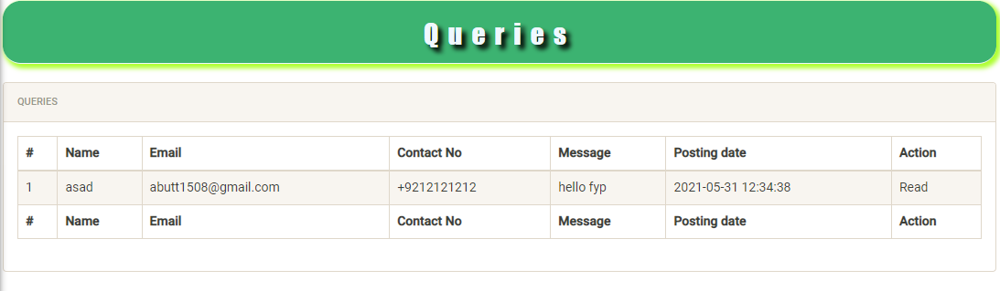 Queries
QUERIES
# Name Email Contact No Message Posting date Action
1 asad abutt1508@gmail.com +9212121212 hello fyp 2021-05-31 12:34:38 Read
# Name Email Contact No Message Posting date Action